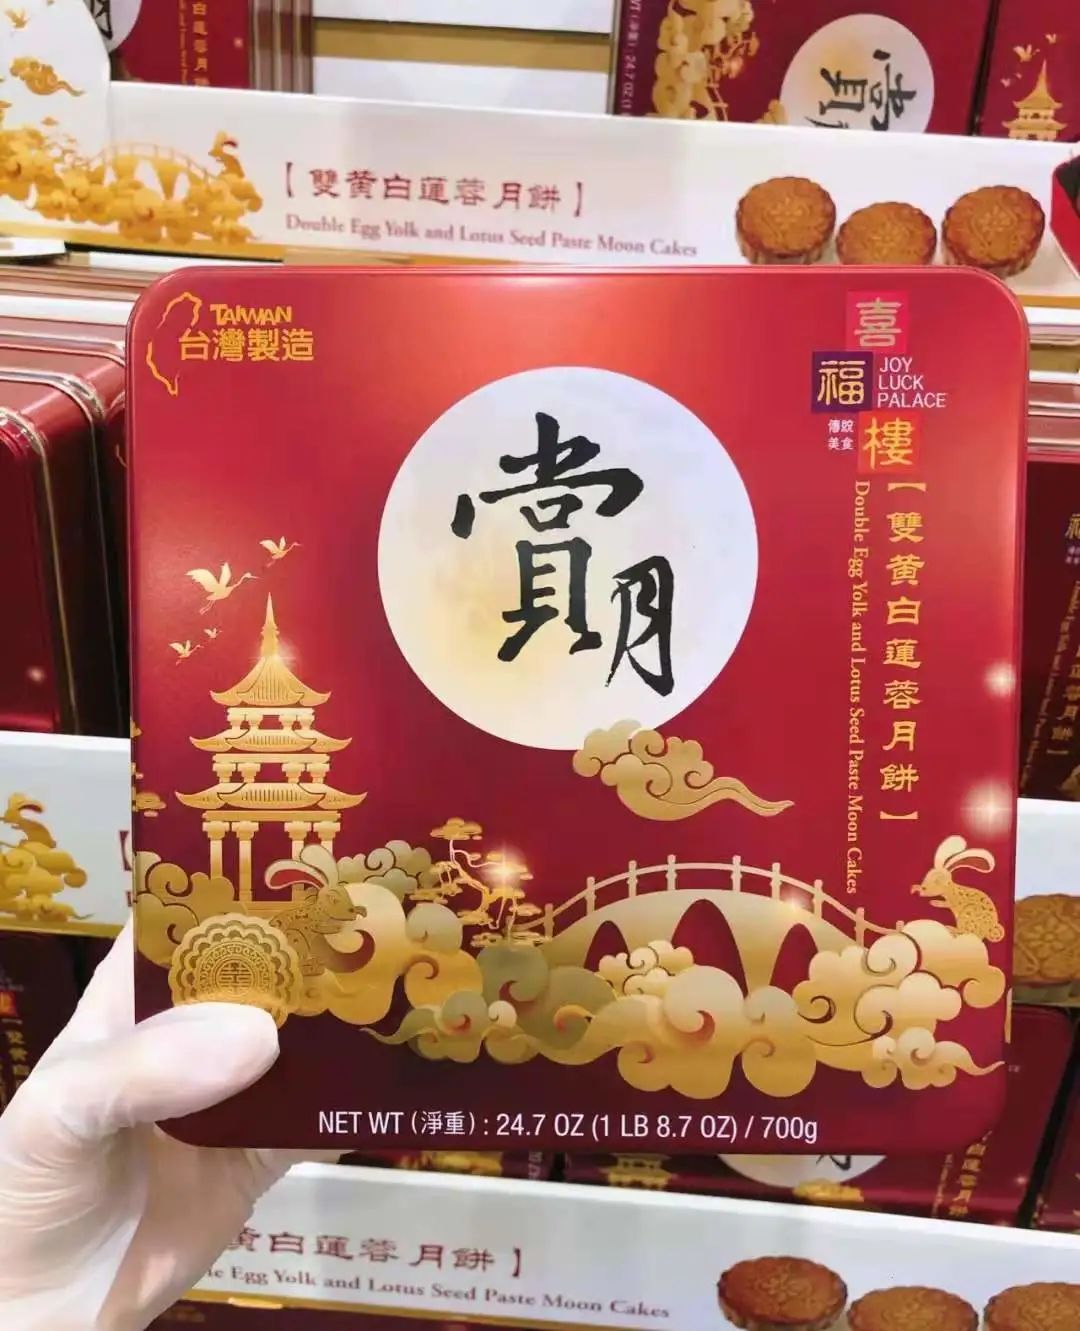 【雙黃白蓮蓉月餅】
Double Egg Yolk and Lotus Seed Paste Moon Cakes
TAIWAN
台灣製造
賞月
喜
福
樓
JOY
LUCK
PALACE
傳統
美食
【雙黃白蓮蓉月餅】
Double Egg Yolk and Lotus Seed Paste Moon Cakes
NET WT (淨重) : 24.7 OZ (1 LB 8.7 OZ) / 700g
黃白蓮蓉月餅】
Egg Yolk and Lotus Seed Paste Moon Cakes